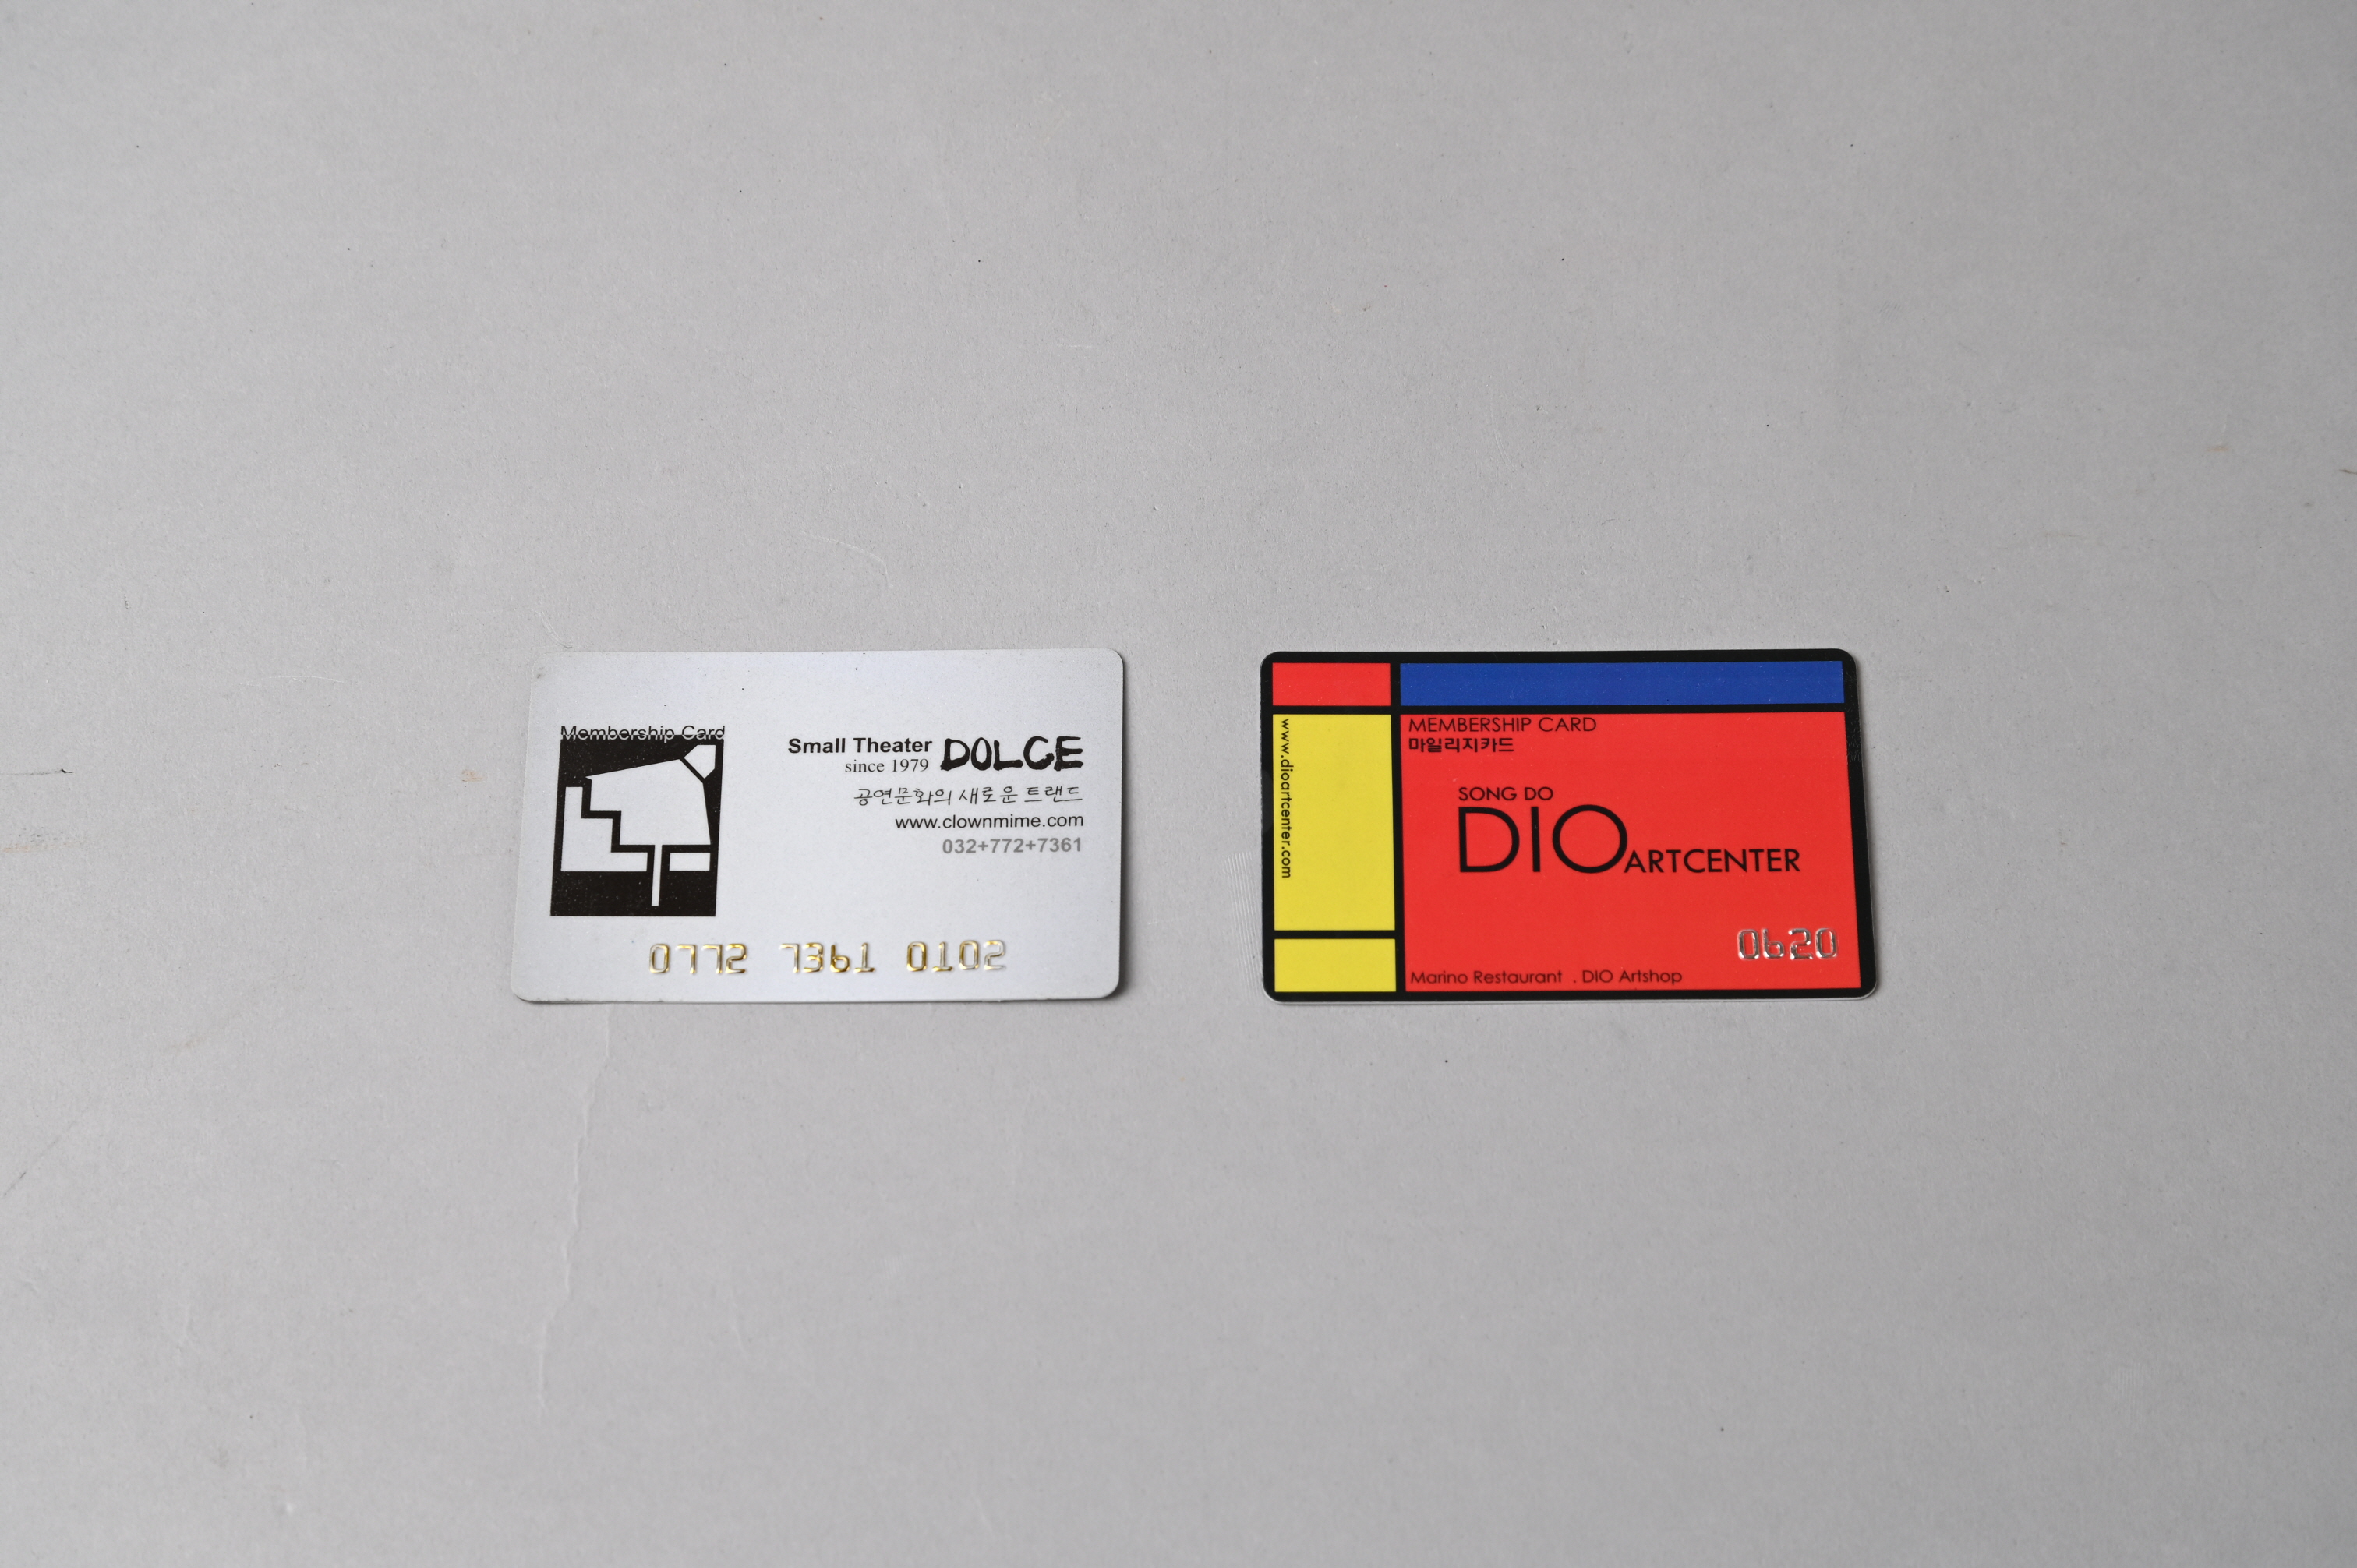 Membership Card
Small Theater DOLCE
since 1979
공연문화의 새로운 트랜드
www.clownmime.com
032+772+7361
0772 7361 0102
www.dioartcenter.com
MEMBERSHIP CARD
마일리지카드
SONG DO
DIO ARTCENTER
0620
Marino Restaurant . DIO Artshop